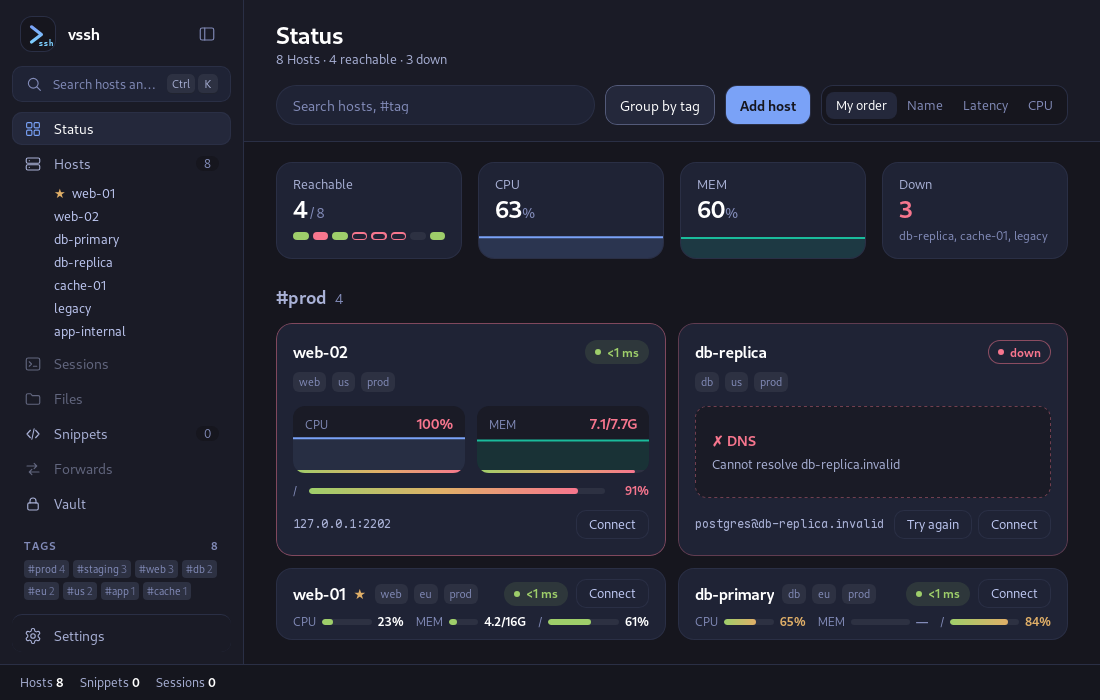 ssh
vssh
Search hosts an... Ctrl K
Status
Hosts 8
★ web-01
web-02
db-primary
db-replica
cache-01
legacy
app-internal
Sessions
Files
Snippets 0
Forwards
Vault
TAGS 8
#prod 4 #staging 3 #web 3 #db 2
#eu 2 #us 2 #app 1 #cache 1
Settings
Status
8 Hosts · 4 reachable · 3 down
Search hosts, #tag
Group by tag
Add host
My order Name Latency CPU
Reachable
4 / 8
CPU
63%
MEM
60%
Down
3
db-replica, cache-01, legacy
#prod 4
web-02 <1 ms
web us prod
CPU 100%
MEM 7.1/7.7G
/ 91%
127.0.0.1:2202 Connect
db-replica down
db us prod
✗ DNS
Cannot resolve db-replica.invalid
postgres@db-replica.invalid Try again Connect
web-01 ★ web eu prod <1 ms Connect
CPU 23% MEM 4.2/16G / 61%
db-primary db eu prod <1 ms Connect
CPU 65% MEM — / 84%
Hosts 8 Snippets 0 Sessions 0